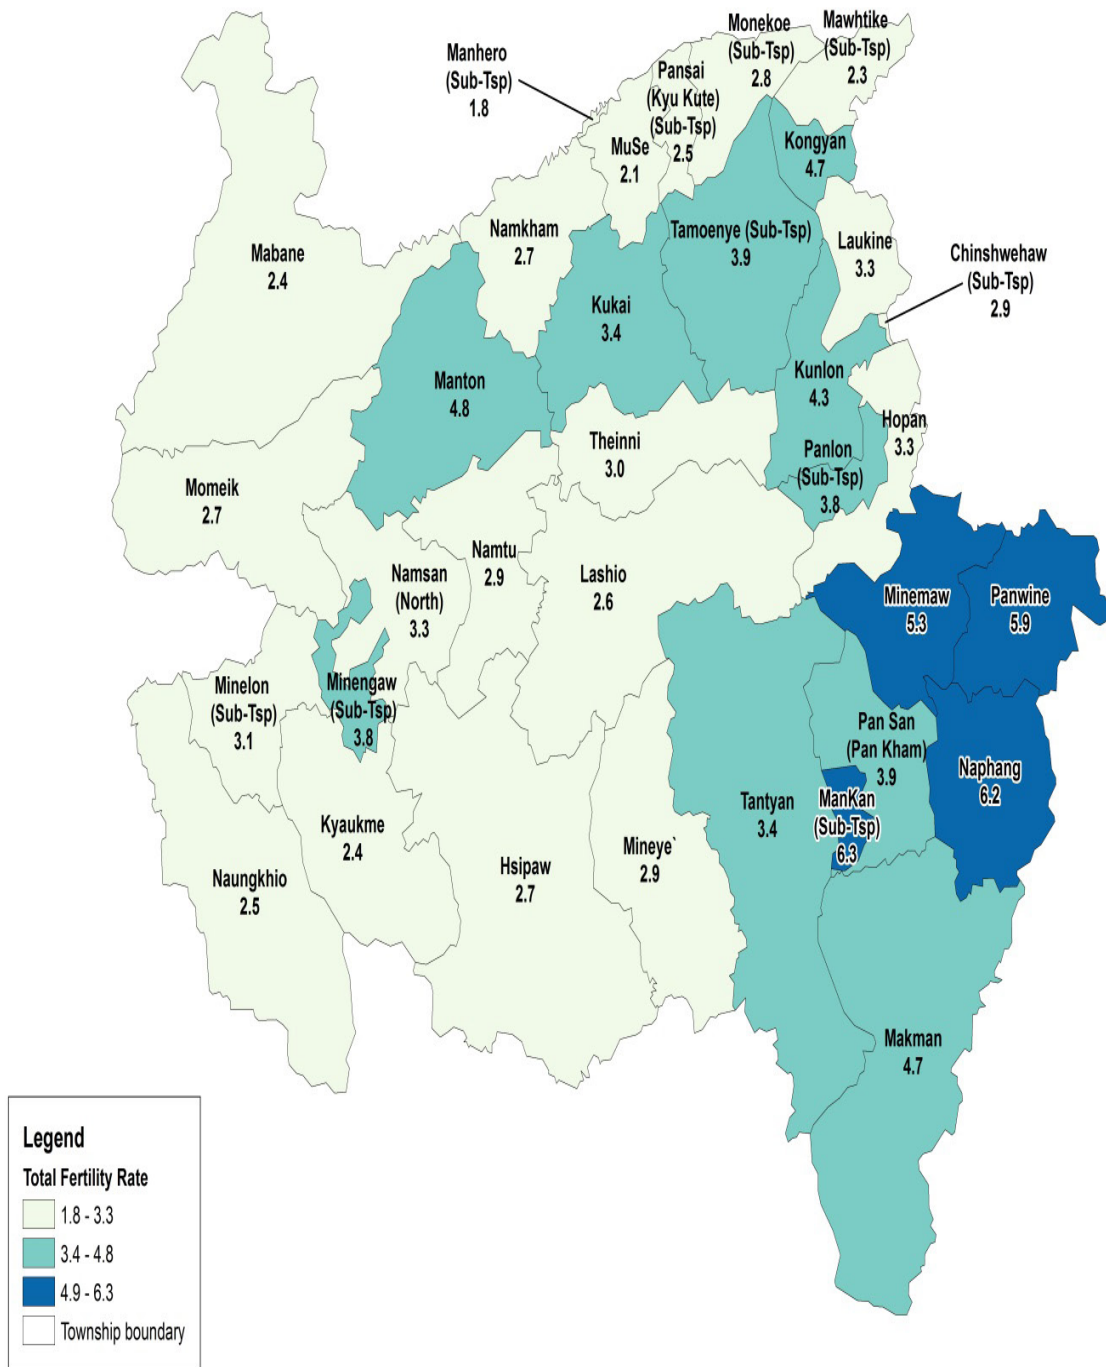 Monekoe
(Sub-Tsp)
2.8
Mawhtike
(Sub-Tsp)
2.3
Manhero
(Sub-Tsp)
1.8
Pansai
(Kyu Kute)
(Sub-Tsp)
2.5
MuSe
2.1
Kongyan
4.7
Namkham
2.7
Tamoenye (Sub-Tsp)
3.9
Laukine
3.3
Chinshwehaw
(Sub-Tsp)
2.9
Mabane
2.4
Kukai
3.4
Manton
4.8
Kunlon
4.3
Hopan
3.3
Theinni
3.0
Panlon
(Sub-Tsp)
3.8
Momeik
2.7
Namtu
2.9
Namsan
(North)
3.3
Lashio
2.6
Minemaw
5.3
Panwine
5.9
Minelon
(Sub-Tsp)
3.1
Minengaw
(Sub-Tsp)
3.8
Pan San
(Pan Kham)
3.9
Naphang
6.2
Tantyan
3.4
ManKan
(Sub-Tsp)
6.3
Kyaukme
2.4
Mineye`
2.9
Hsipaw
2.7
Naungkhio
2.5
Makman
4.7
Legend
Total Fertility Rate
1.8 - 3.3
3.4 - 4.8
4.9 - 6.3
Township boundary